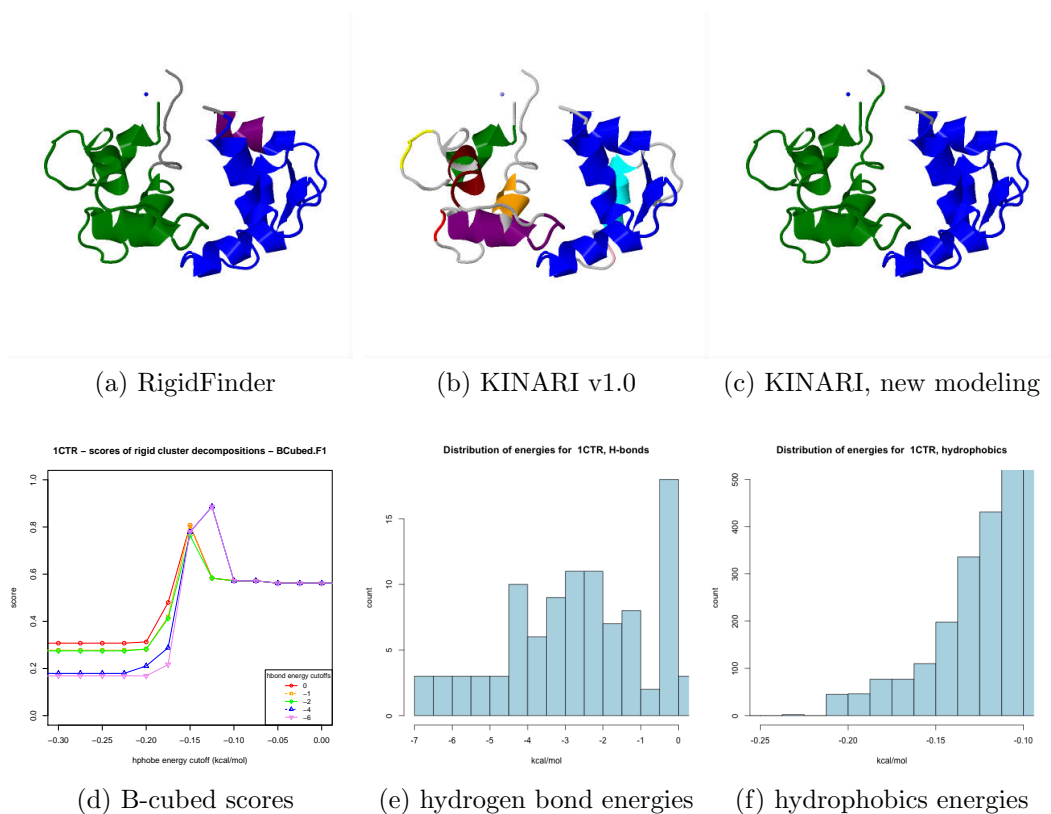 (a) RigidFinder
(b) KINARI v1.0
(c) KINARI, new modeling
1CTR – scores of rigid cluster decompositions – BCubed.F1
score
1.0
0.8
0.6
0.4
0.2
0.0
hbond energy cutoffs
0
−1
−2
−4
−6
−0.30 −0.25 −0.20 −0.15 −0.10 −0.05 0.00
hphobe energy cutoff (kcal/mol)
(d) B-cubed scores
Distribution of energies for 1CTR, H-bonds
count
15
10
5
0
-7 -6 -5 -4 -3 -2 -1 0
kcal/mol
(e) hydrogen bond energies
Distribution of energies for 1CTR, hydrophobics
count
500
400
300
200
100
0
-0.25 -0.20 -0.15 -0.10
kcal/mol
(f) hydrophobics energies